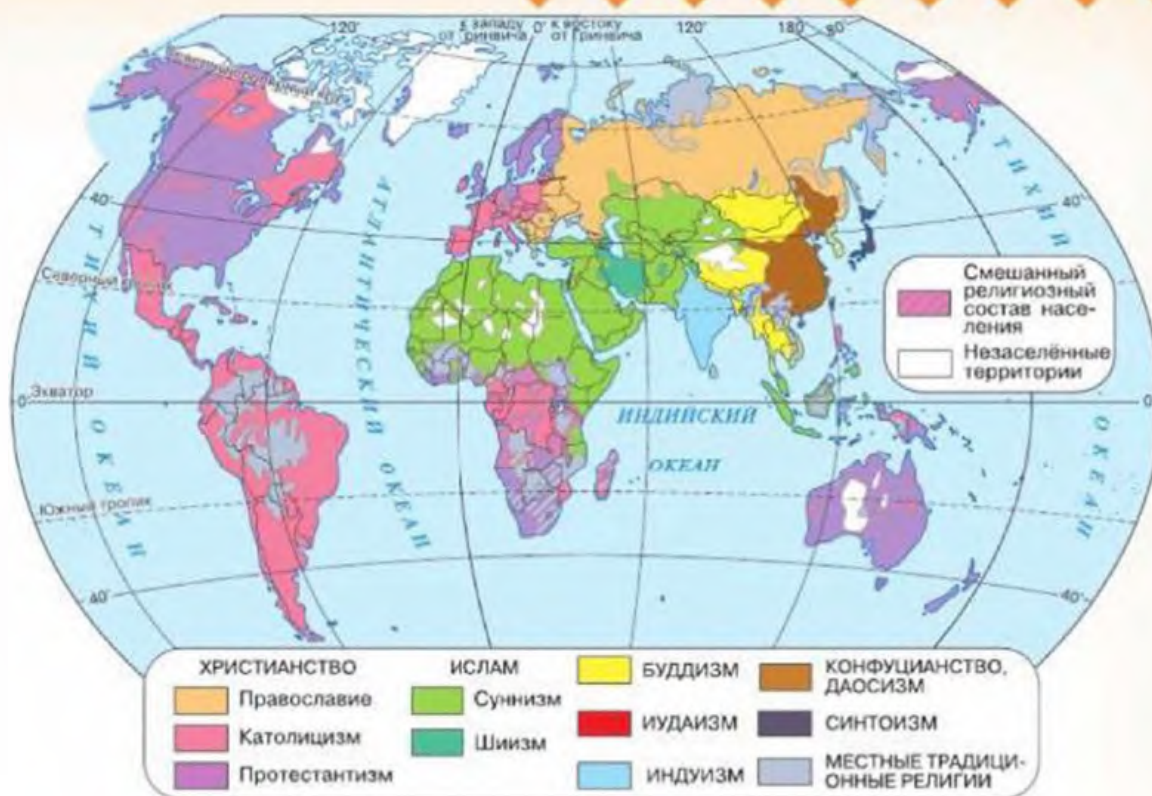 120°
к западу
от Гринвича
0°
к востоку
от Гринвича
120°
180°
80°
40°
40°
АТЛАНТИЧЕСКИЙ ОКЕАН
ТИХИЙ ОКЕАН
ТИХИЙ
ОКЕАН
Северный тропик
Экватор
0°
0
ИНДИЙСКИЙ
ОКЕАН
Южный тропик
40°
40°
Смешанный
религиозный
состав насе-
ления
Незаселённые
территории
ХРИСТИАНСТВО
Православие
Католицизм
Протестантизм
ИСЛАМ
Суннизм
Шиизм
БУДДИЗМ
ИУДАИЗМ
ИНДУИЗМ
КОНФУЦИАНСТВО,
ДАОСИЗМ
СИНТОИЗМ
МЕСТНЫЕ ТРАДИЦИ-
ОННЫЕ РЕЛИГИИ